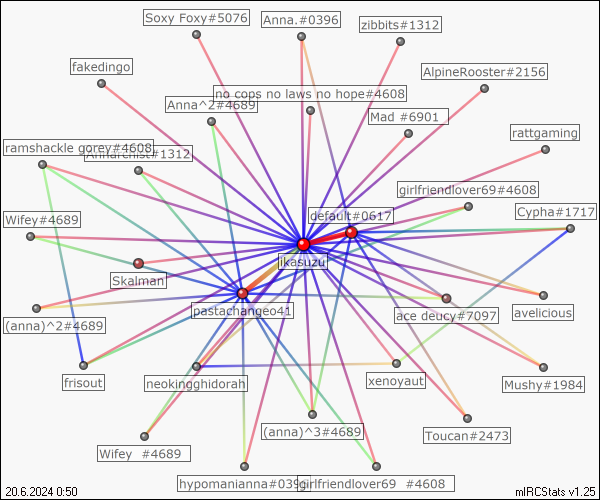 Soxy Foxy#5076
Anna.#0396
zibbits#1312
fakedingo
AlpineRooster#2156
no cops no laws no hope#4608
Anna^2#4689
Mad #6901
rattgaming
ramshackle gorey#4608
Annarchist#1312
girlfriendlover69#4608
Wifey#4689
default#0617
Cypha#1717
ikasuzu
Skalman
pastachangeo41
(anna)^2#4689
ace deucy#7097
avelicious
frisout
neokingghidorah
xenoyaut
Mushy#1984
(anna)^3#4689
Toucan#2473
Wifey #4689
hypomanianna#039
girlfriendlover69 #4608
20.6.2024 0:50
mIRCStats v1.25